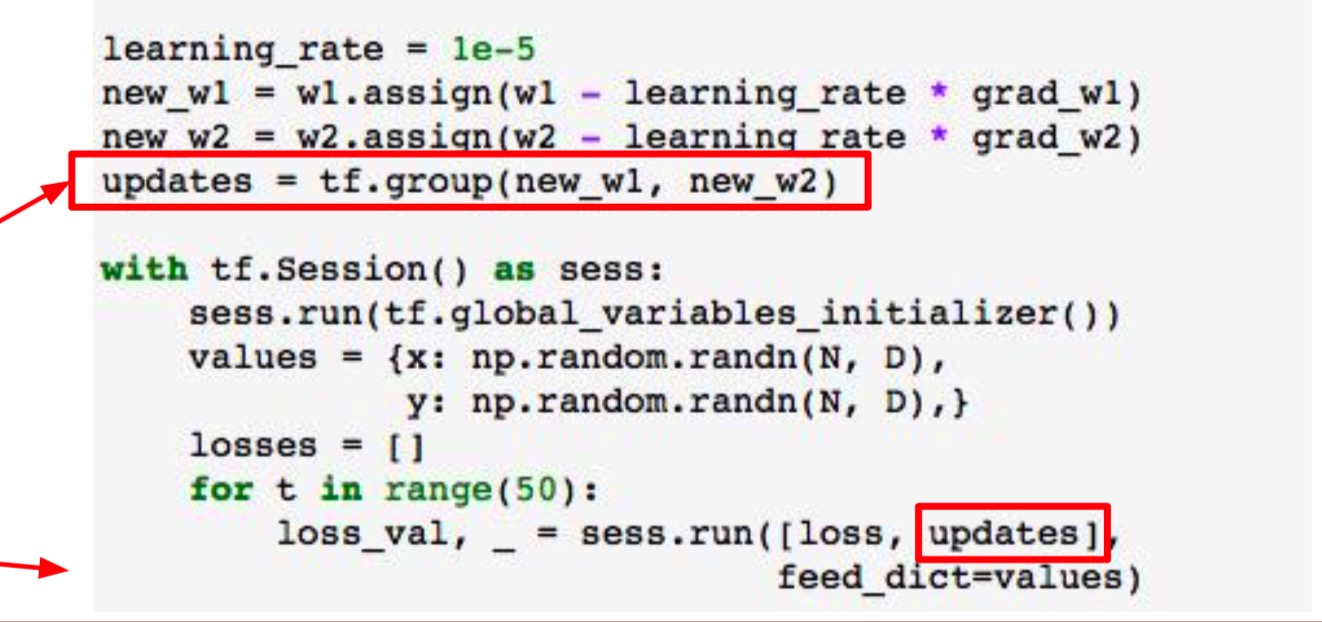 learning_rate = 1e-5
new_w1 = w1.assign(w1 - learning_rate * grad_w1)
new_w2 = w2.assign(w2 - learning_rate * grad_w2)
updates = tf.group(new_w1, new_w2)
with tf.Session() as sess:
sess.run(tf.global_variables_initializer())
values = {x: np.random.randn(N, D),
y: np.random.randn(N, D),}
losses = []
for t in range(50):
loss_val, _ = sess.run([loss, updates],
feed_dict=values)